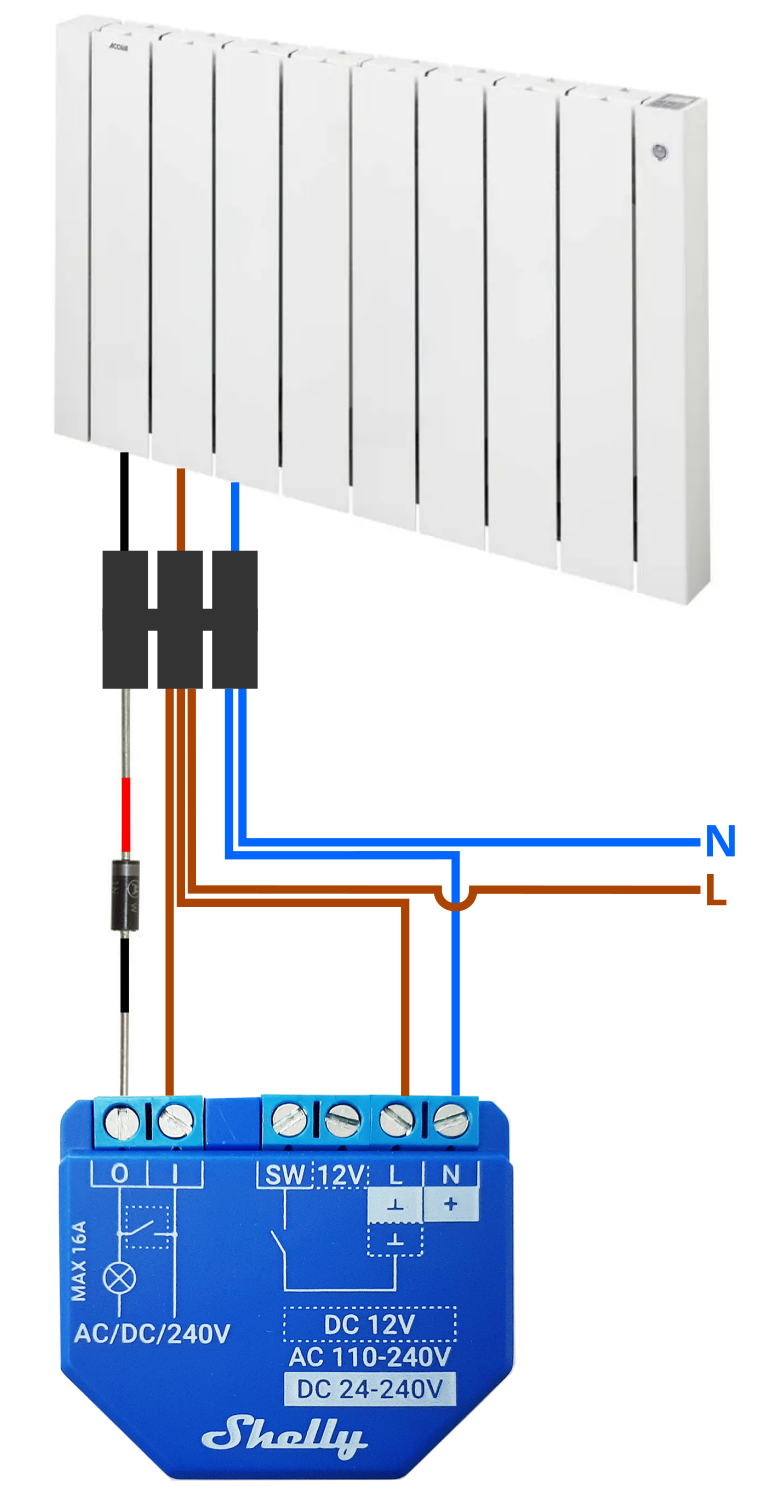 ACOVA
N
L
O I SW 12V L N
⊥ +
⊥
MAX 16A
AC/DC/240V
DC 12V
AC 110-240V
DC 24-240V
Shelly